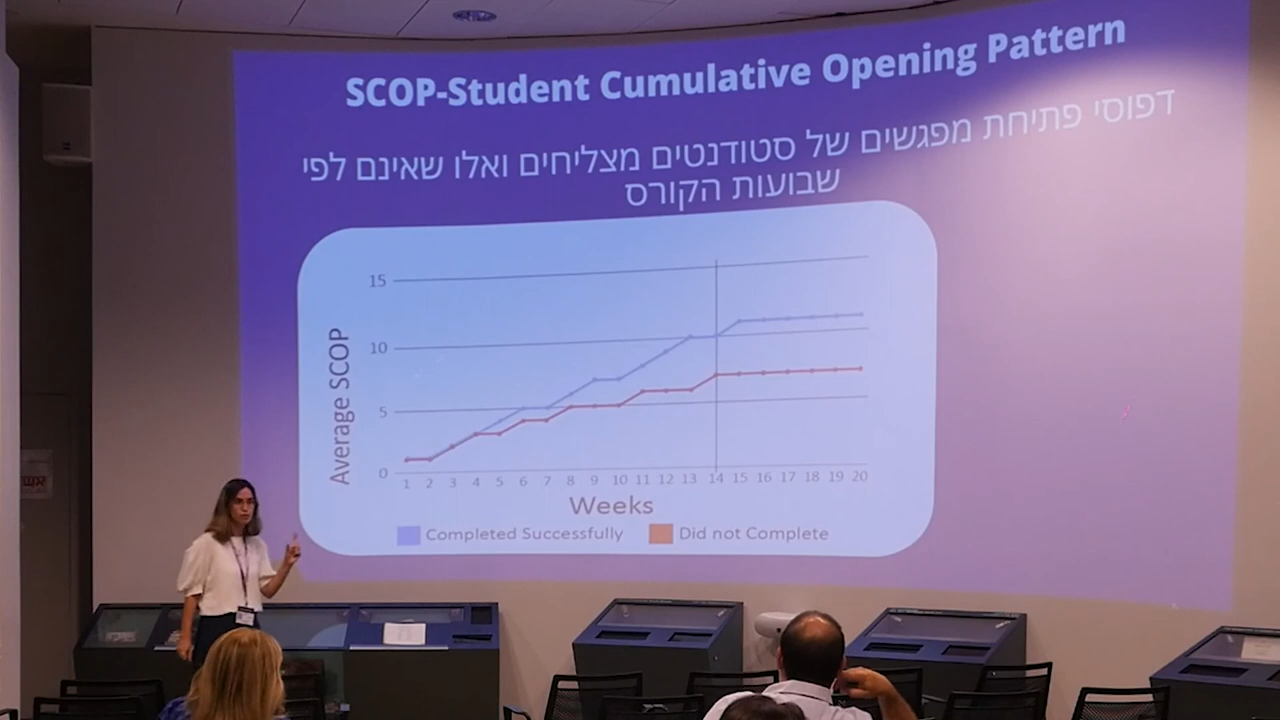 SCOP-Student Cumulative Opening Pattern
דפוסי פתיחת מפגשים של סטודנטים מצליחים ואלו שאינם לפי
שבועות הקורס
15
10
5
0
Average SCOP
1 2 3 4 5 6 7 8 9 10 11 12 13 14 15 16 17 18 19 20
Weeks
Completed Successfully
Did not Complete